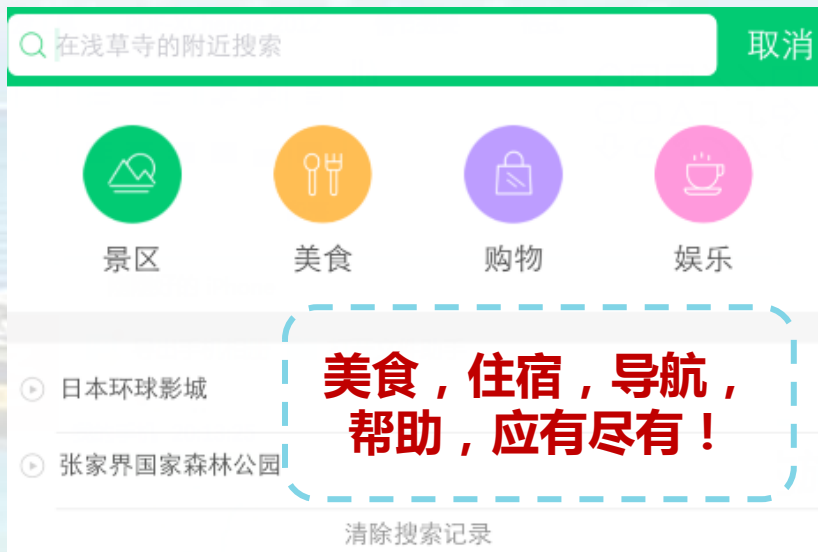 在浅草寺的附近搜索
取消
景区
美食
购物
娱乐
美食，住宿，导航，
帮助，应有尽有！
日本环球影城
张家界国家森林公园
清除搜索记录